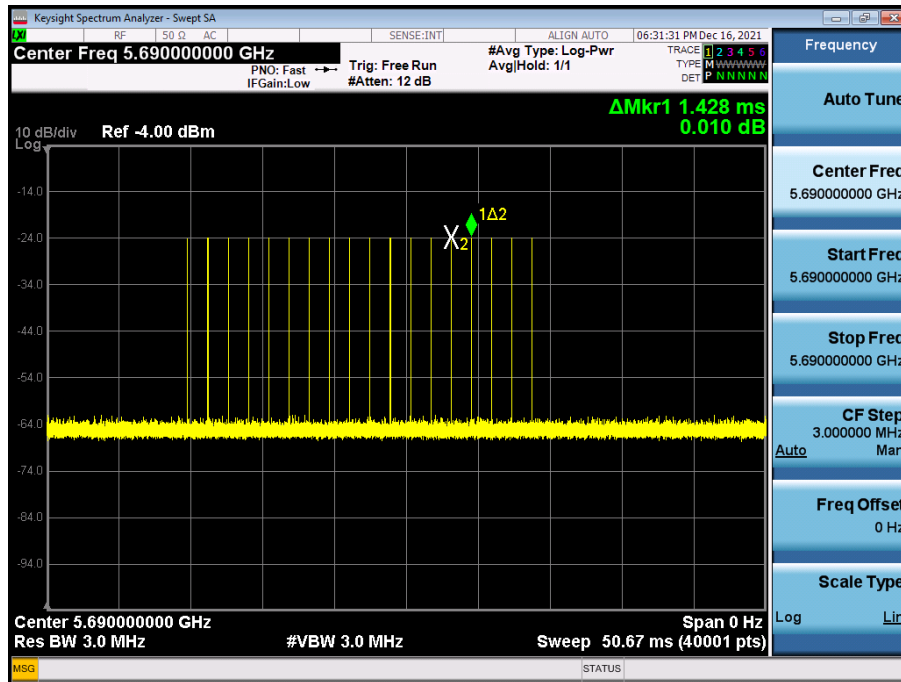 Keysight Spectrum Analyzer - Swept SA
LXI RF 50 Ω AC SENSE:INT ALIGN AUTO 06:31:31 PM Dec 16, 2021
Center Freq 5.690000000 GHz
PNO: Fast
IFGain:Low
Trig: Free Run
#Atten: 12 dB
#Avg Type: Log-Pwr
Avg|Hold: 1/1
TRACE 1 2 3 4 5 6
TYPE M WWWWW
DET P N N N N N
ΔMkr1 1.428 ms
0.010 dB
10 dB/div Ref -4.00 dBm
Log
-14.0
-24.0
-34.0
-44.0
-54.0
-64.0
-74.0
-84.0
-94.0
1Δ2
X2
Center 5.690000000 GHz Span 0 Hz
Res BW 3.0 MHz #VBW 3.0 MHz Sweep 50.67 ms (40001 pts)
MSG STATUS
Frequency
Auto Tune
Center Freq
5.690000000 GHz
Start Freq
5.690000000 GHz
Stop Freq
5.690000000 GHz
CF Step
3.000000 MHz
Auto Man
Freq Offset
0 Hz
Scale Type
Log Lin